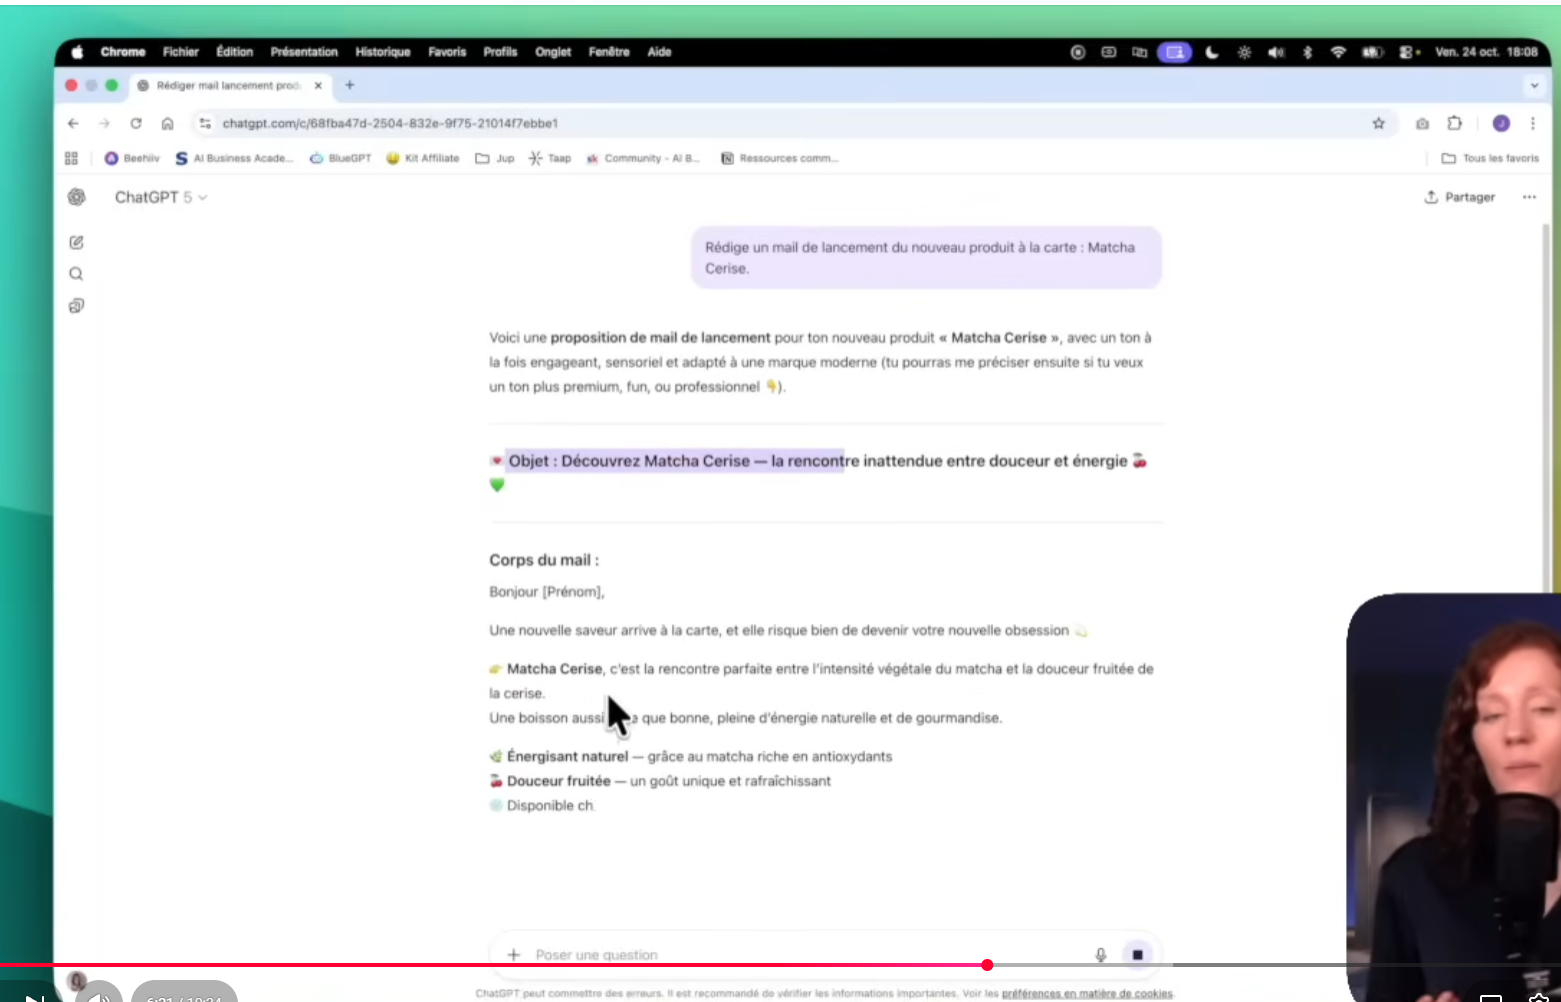 Chrome Fichier Édition Présentation Historique Favoris Profils Onglet Fenêtre Aide Ven. 24 oct. 18:08
Rédiger mail lancement prod
chatgpt.com/c/68fba47d-2504-832e-9f75-21014f7ebbe1
Beehiiv AI Business Acade... BlueGPT Kit Affiliate Jup Taap Community - AI B... Ressources comm... Tous les favoris
ChatGPT 5 Partager
Rédige un mail de lancement du nouveau produit à la carte : Matcha
Cerise.
Voici une proposition de mail de lancement pour ton nouveau produit « Matcha Cerise », avec un ton à
la fois engageant, sensoriel et adapté à une marque moderne (tu pourras me préciser ensuite si tu veux
un ton plus premium, fun, ou professionnel 👇).
💌 Objet : Découvrez Matcha Cerise — la rencontre inattendue entre douceur et énergie 🍒
💚
Corps du mail :
Bonjour [Prénom],
Une nouvelle saveur arrive à la carte, et elle risque bien de devenir votre nouvelle obsession 💫
👉 Matcha Cerise, c'est la rencontre parfaite entre l'intensité végétale du matcha et la douceur fruitée de
la cerise.
Une boisson aussi que bonne, pleine d'énergie naturelle et de gourmandise.
🌿 Énergisant naturel — grâce au matcha riche en antioxydants
🍒 Douceur fruitée — un goût unique et rafraîchissant
Disponible ch
Poser une question
6:21 / 10:24
ChatGPT peut commettre des erreurs. Il est recommandé de vérifier les informations importantes. Voir les préférences en matière de cookies.